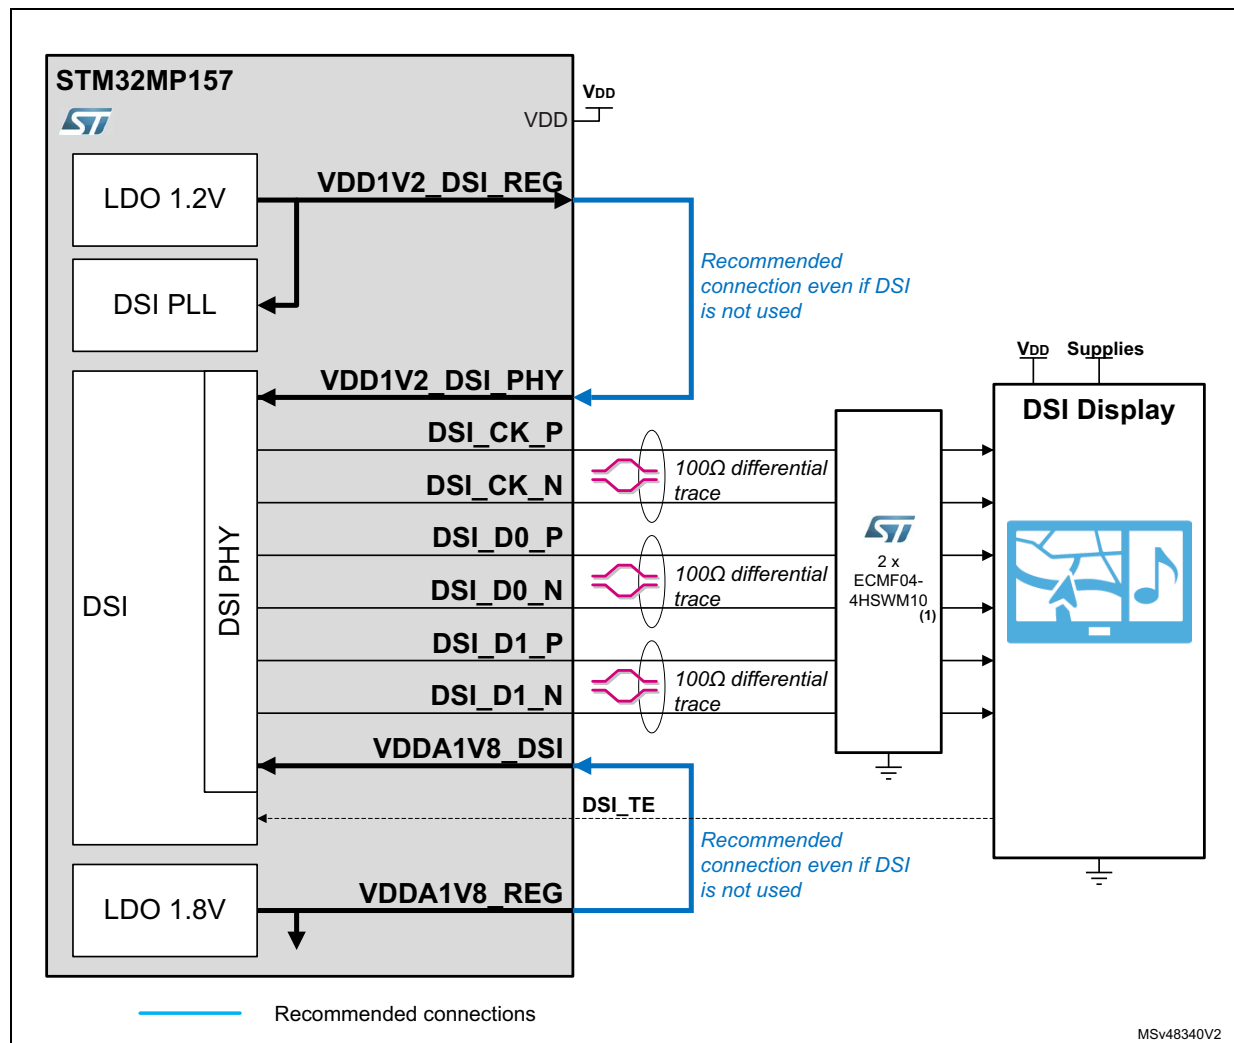 STM32MP157
ST
VDD
VDD
LDO 1.2V
VDD1V2_DSI_REG
DSI PLL
Recommended
connection even if DSI
is not used
VDD1V2_DSI_PHY
VDD Supplies
DSI Display
DSI
DSI PHY
DSI_CK_P
100Ω differential
trace
DSI_CK_N
DSI_D0_P
100Ω differential
trace
DSI_D0_N
DSI_D1_P
100Ω differential
trace
DSI_D1_N
ST
2 x
ECMF04-
4HSWM10
(1)
VDDA1V8_DSI
DSI_TE
Recommended
connection even if DSI
is not used
LDO 1.8V
VDDA1V8_REG
Recommended connections
MSv48340V2